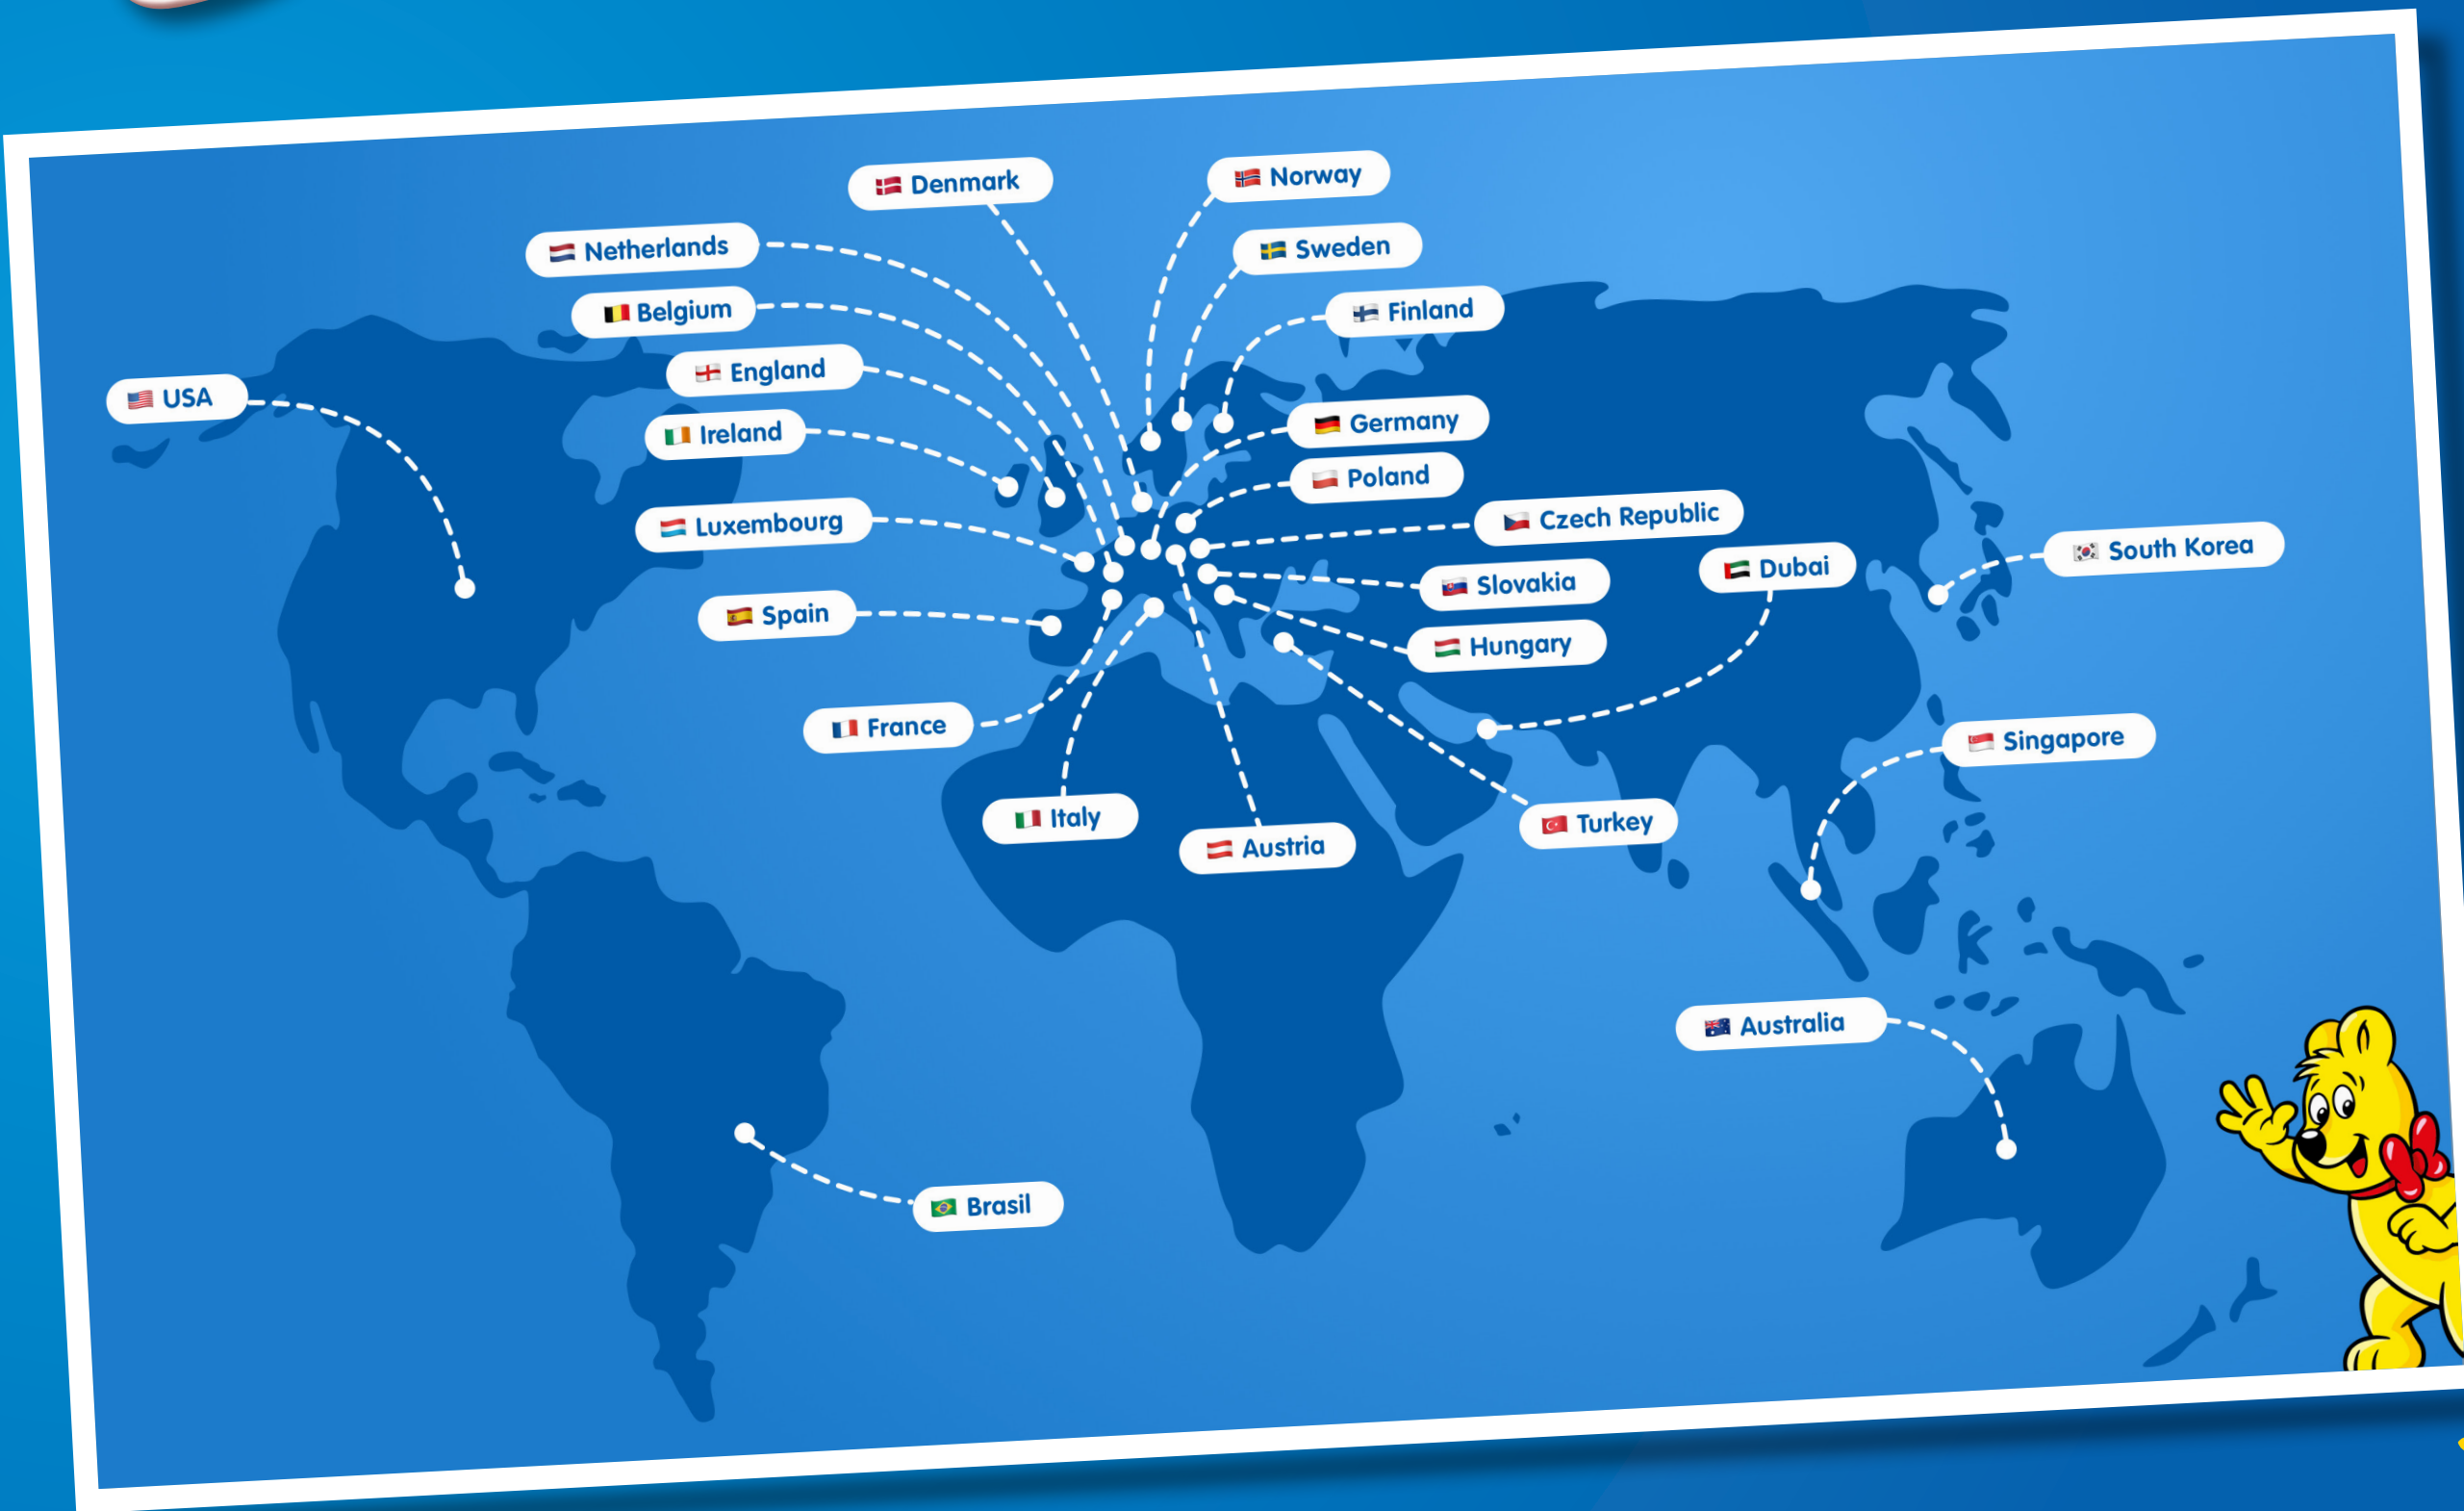 Denmark
Norway
Netherlands
Sweden
Belgium
Finland
England
USA
Ireland
Germany
Poland
Luxembourg
Czech Republic
South Korea
Dubai
Slovakia
Spain
Hungary
France
Singapore
Italy
Turkey
Austria
Australia
Brasil